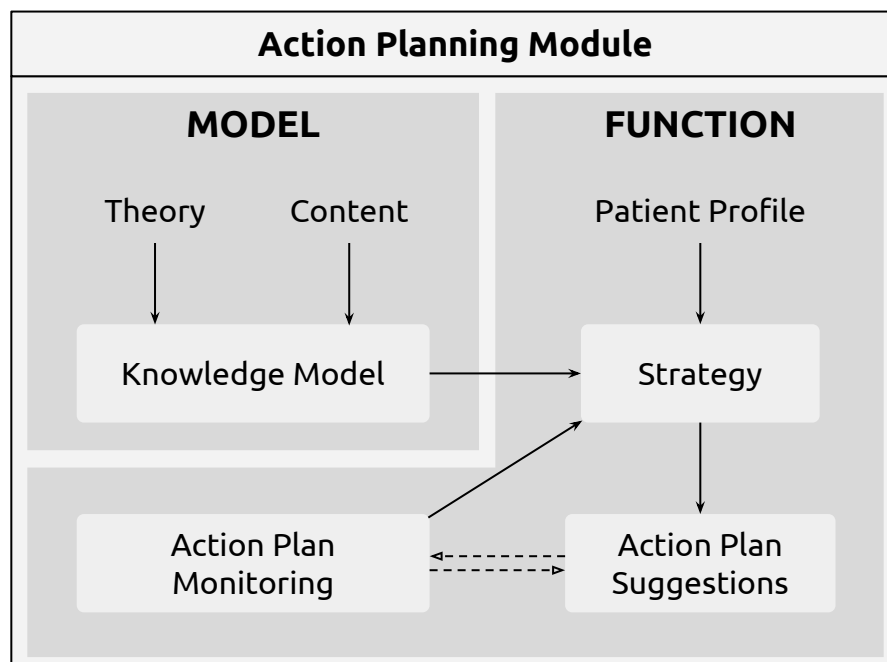 Action Planning Module
MODEL
FUNCTION
Theory
Content
Patient Profile
Knowledge Model
Strategy
Action Plan
Monitoring
Action Plan
Suggestions